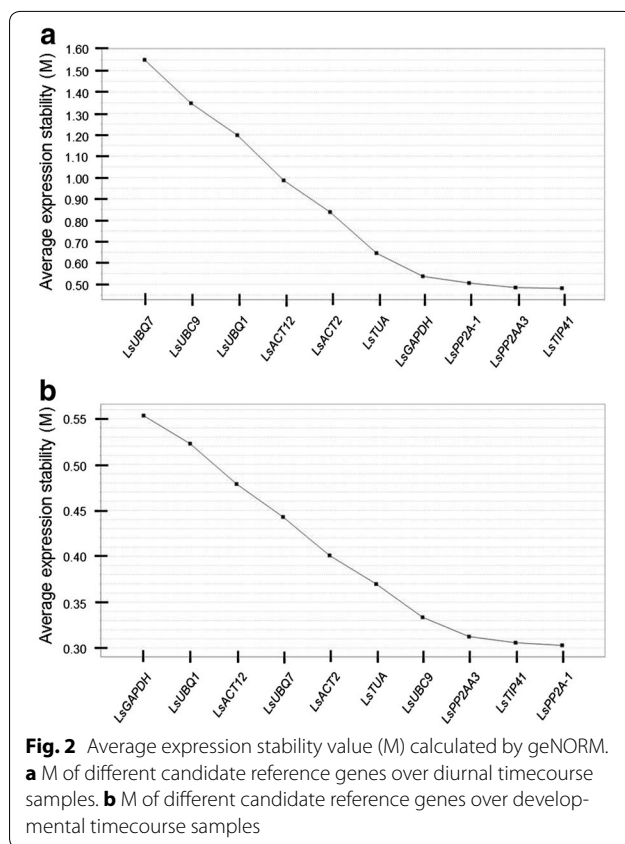 a
Average expression stability (M)
1.60
1.50
1.40
1.30
1.20
1.10
1.00
0.90
0.80
0.70
0.60
0.50
LsUBQ7
LsUBC9
LsUBQ1
LsACT12
LsACT2
LsTUA
LsGAPDH
LsPP2A-1
LsPP2AA3
LsTIP41
b
Average expression stability (M)
0.55
0.50
0.45
0.40
0.35
0.30
LsGAPDH
LsUBQ1
LsACT12
LsUBQ7
LsACT2
LsTUA
LsUBC9
LsPP2AA3
LsTIP41
LsPP2A-1
Fig. 2 Average expression stability value (M) calculated by geNORM.
a M of different candidate reference genes over diurnal timecourse
samples. b M of different candidate reference genes over develop-
mental timecourse samples